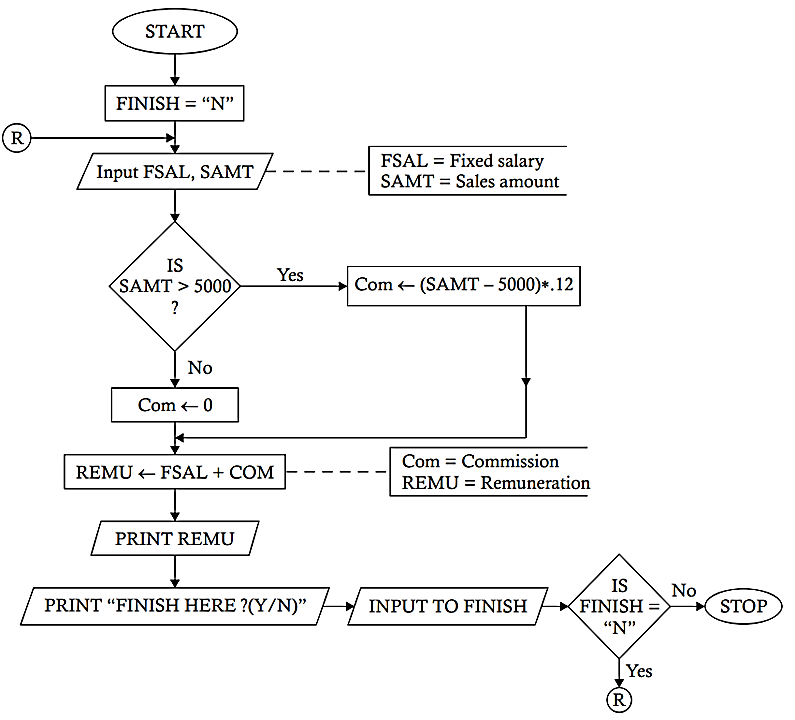 START
FINISH = “N”
R
Input FSAL, SAMT
FSAL = Fixed salary
SAMT = Sales amount
IS
SAMT > 5000
?
Yes
Com ← (SAMT – 5000)*.12
No
Com ← 0
REMU ← FSAL + COM
Com = Commission
REMU = Remuneration
PRINT REMU
PRINT “FINISH HERE ?(Y/N)”
INPUT TO FINISH
IS
FINISH =
“N”
No
STOP
Yes
R